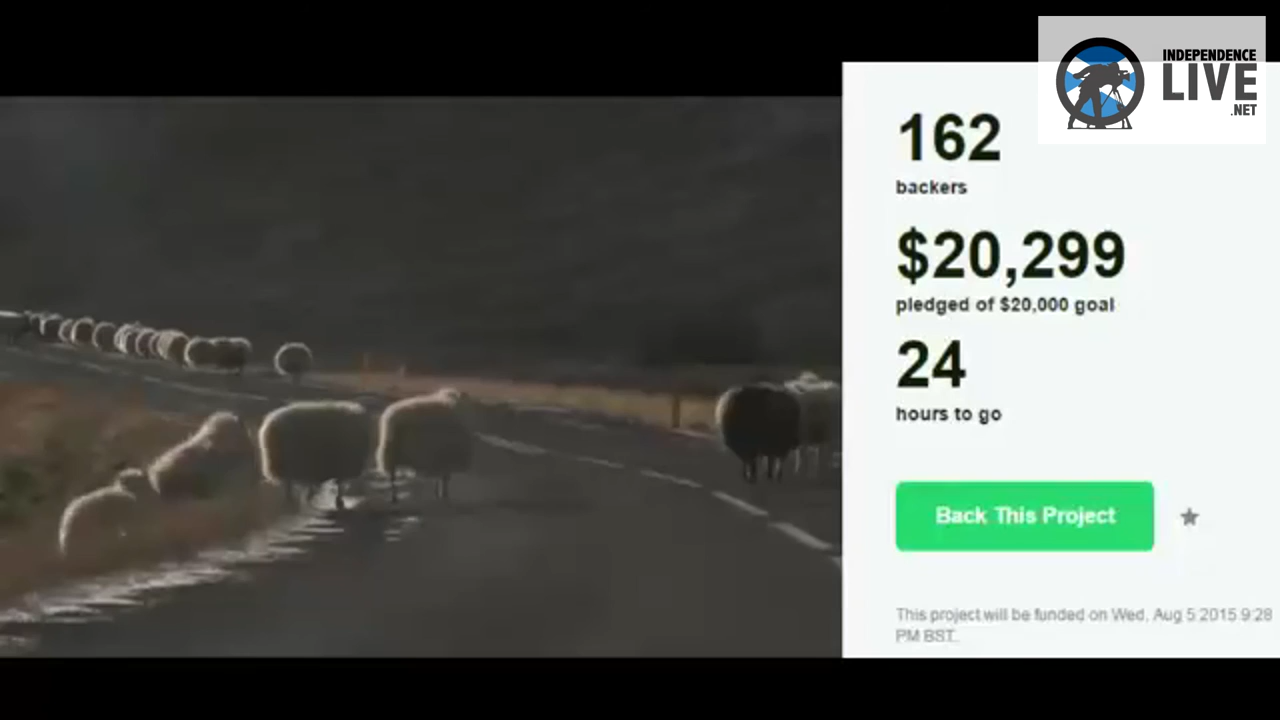 INDEPENDENCE
LIVE
.NET
162
backers
$20,299
pledged of $20,000 goal
24
hours to go
Back This Project
This project will be funded on Wed, Aug 5 2015 9:28
PM BST.